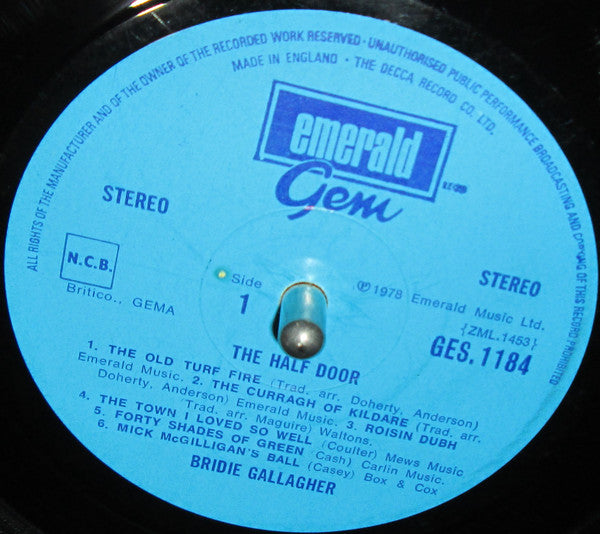 ALL RIGHTS OF THE MANUFACTURER AND OF THE OWNER OF THE RECORDED WORK RESERVED · UNAUTHORISED PUBLIC PERFORMANCE BROADCASTING AND COPYING OF THIS RECORD PROHIBITED
MADE IN ENGLAND · THE DECCA RECORD CO. LTD.
emerald
Gem
STEREO
STEREO
N.C.B.
Britico., GEMA
Side
1
℗ 1978 Emerald Music Ltd.
{ZML.1453}
GES.1184
THE HALF DOOR
1. THE OLD TURF FIRE (Trad. arr. Doherty, Anderson)
Emerald Music. 2. THE CURRAGH OF KILDARE (Trad. arr.
Doherty, Anderson) Emerald Music. 3. ROISIN DUBH
(Trad. arr. Maguire) Waltons.
4. THE TOWN I LOVED SO WELL (Coulter) Mews Music
5. FORTY SHADES OF GREEN (Cash) Carlin Music.
6. MICK McGILLIGAN'S BALL (Casey) Box & Cox
BRIDIE GALLAGHER